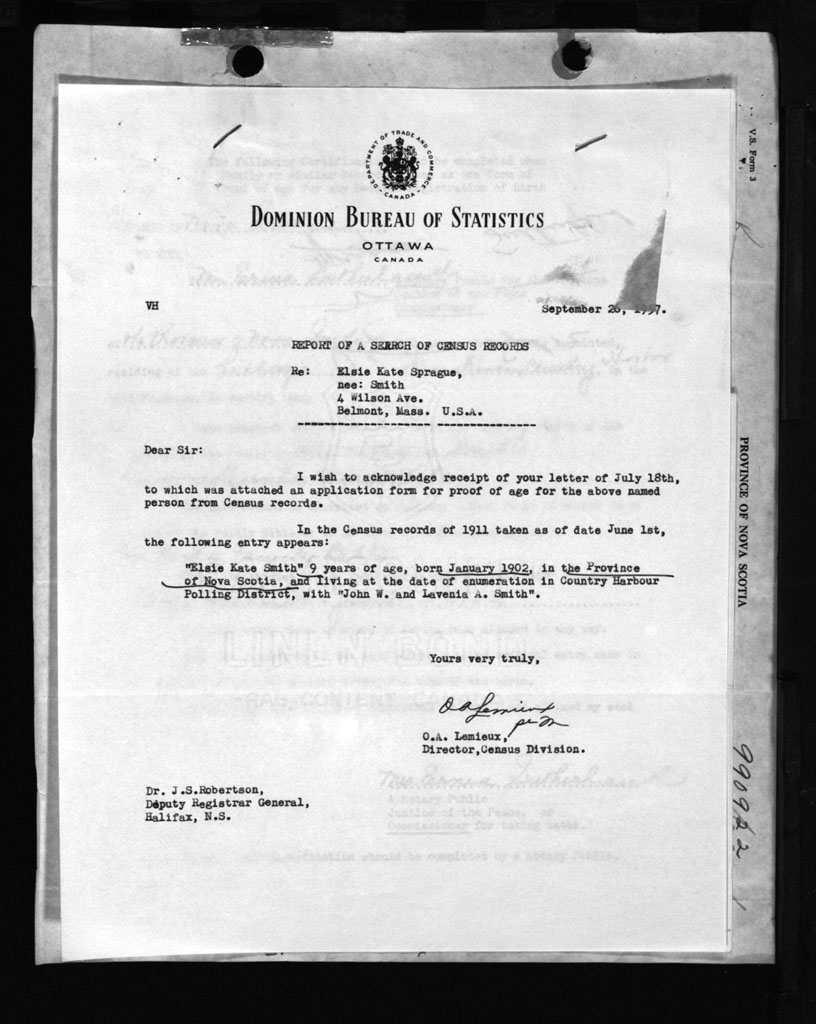 V.S. Form 3
DEPARTMENT OF TRADE AND COMMERCE
CANADA
DOMINION BUREAU OF STATISTICS
OTTAWA
CANADA
VH
September 26, 1957.
REPORT OF A SEARCH OF CENSUS RECORDS
Re: Elsie Kate Sprague,
nee: Smith
4 Wilson Ave.
Belmont, Mass. U.S.A.
Dear Sir:
I wish to acknowledge receipt of your letter of July 18th,
to which was attached an application form for proof of age for the above named
person from Census records.
In the Census records of 1911 taken as of date June 1st,
the following entry appears:
"Elsie Kate Smith" 9 years of age, born January 1902, in the Province
of Nova Scotia, and living at the date of enumeration in Country Harbour
Polling District, with "John W. and Lavenia A. Smith".
Yours very truly,
O A Lemieux
per M
O.A. Lemieux,
Director,Census Division.
Dr. J.S.Robertson,
Deputy Registrar General,
Halifax, N.S.
A Notary Public
Justice of the Peace, or
Commissioner for taking oaths.
PROVINCE OF NOVA SCOTIA
990922